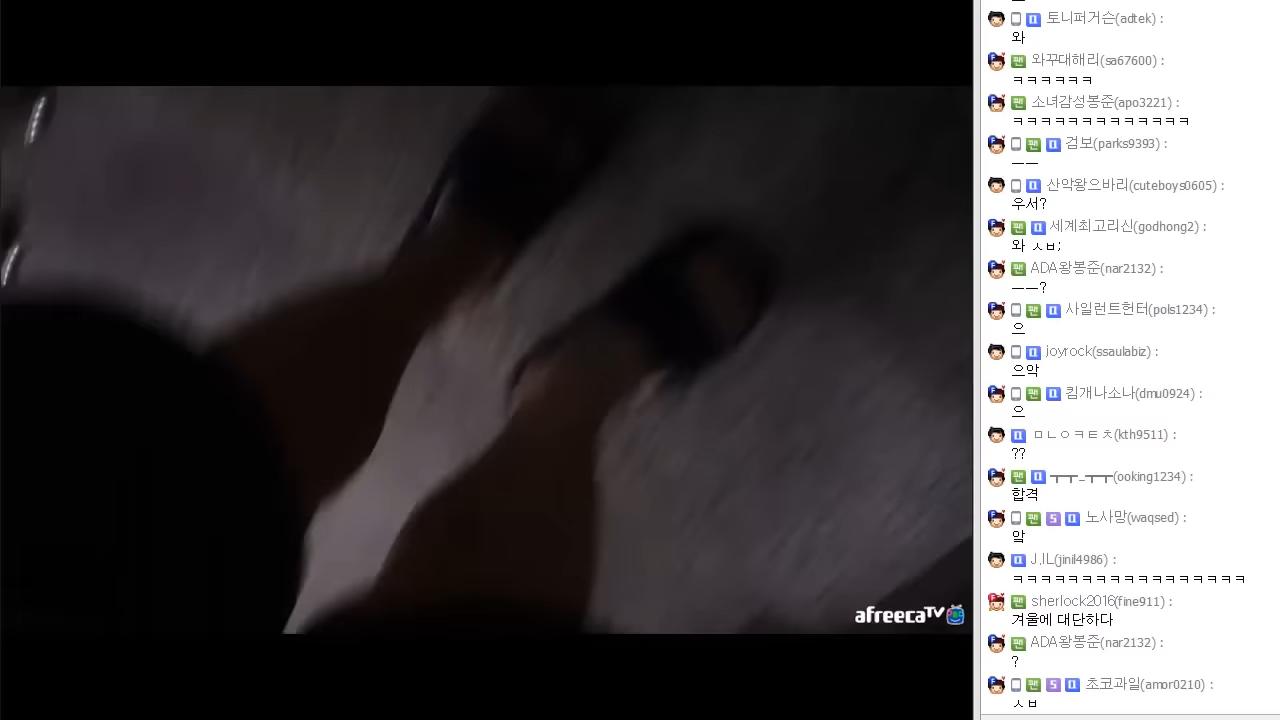 토니퍼거슨(adtek) :
와
와꾸대해리(sa67600) :
ㅋㅋㅋㅋㅋㅋ
소녀감성봉준(apo3221) :
ㅋㅋㅋㅋㅋㅋㅋㅋㅋㅋㅋㅋㅋ
검보(parks9393) :
ㅡㅡ
산악왕으바리(cuteboys0605) :
우서?
세계최고리신(godhong2) :
와 ㅅㅂ;
ADA왕봉준(nar2132) :
ㅡㅡ?
사일런트헌터(pols1234) :
으
joyrock(ssaulabiz) :
으악
킴개나소나(dmu0924) :
으
ㅁㄴㅇㅋㅌㅊ(kth9511) :
??
ㅜㅜ_ㅜㅜ(ooking1234) :
합격
노사망(waqsed) :
앜
J,IL(jinil4986) :
ㅋㅋㅋㅋㅋㅋㅋㅋㅋㅋㅋㅋㅋㅋㅋㅋㅋ
sherlock2016(fine911) :
겨울에 대단하다
afreecaTV
ADA왕봉준(nar2132) :
?
초코과일(amor0210) :
ㅅㅂ